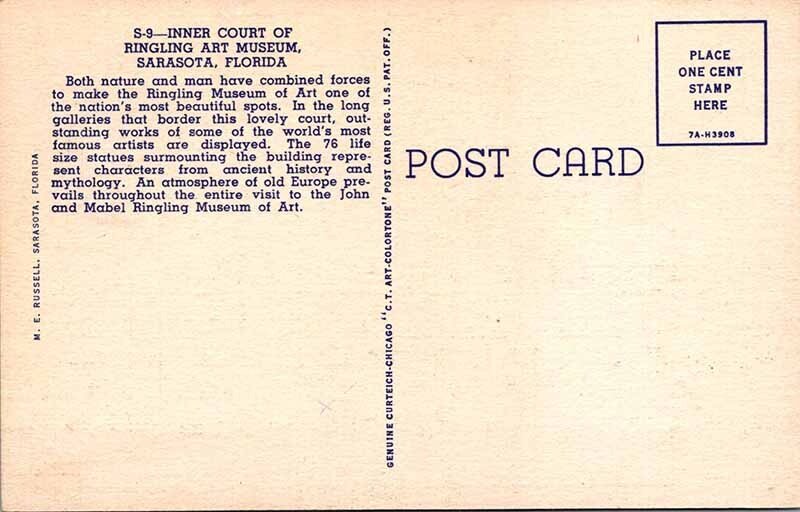 S-9—INNER COURT OF
RINGLING ART MUSEUM,
SARASOTA, FLORIDA
Both nature and man have combined forces
to make the Ringling Museum of Art one of
the nation's most beautiful spots. In the long
galleries that border this lovely court, out-
standing works of some of the world's most
famous artists are displayed. The 76 life
size statues surmounting the building repre-
sent characters from ancient history and
mythology. An atmosphere of old Europe pre-
vails throughout the entire visit to the John
and Mabel Ringling Museum of Art.
M. E. RUSSELL, SARASOTA, FLORIDA
GENUINE CURTEICH-CHICAGO "C.T. ART-COLORTONE" POST CARD (REG. U.S. PAT. OFF.)
POST CARD
PLACE
ONE CENT
STAMP
HERE
7A-H3908